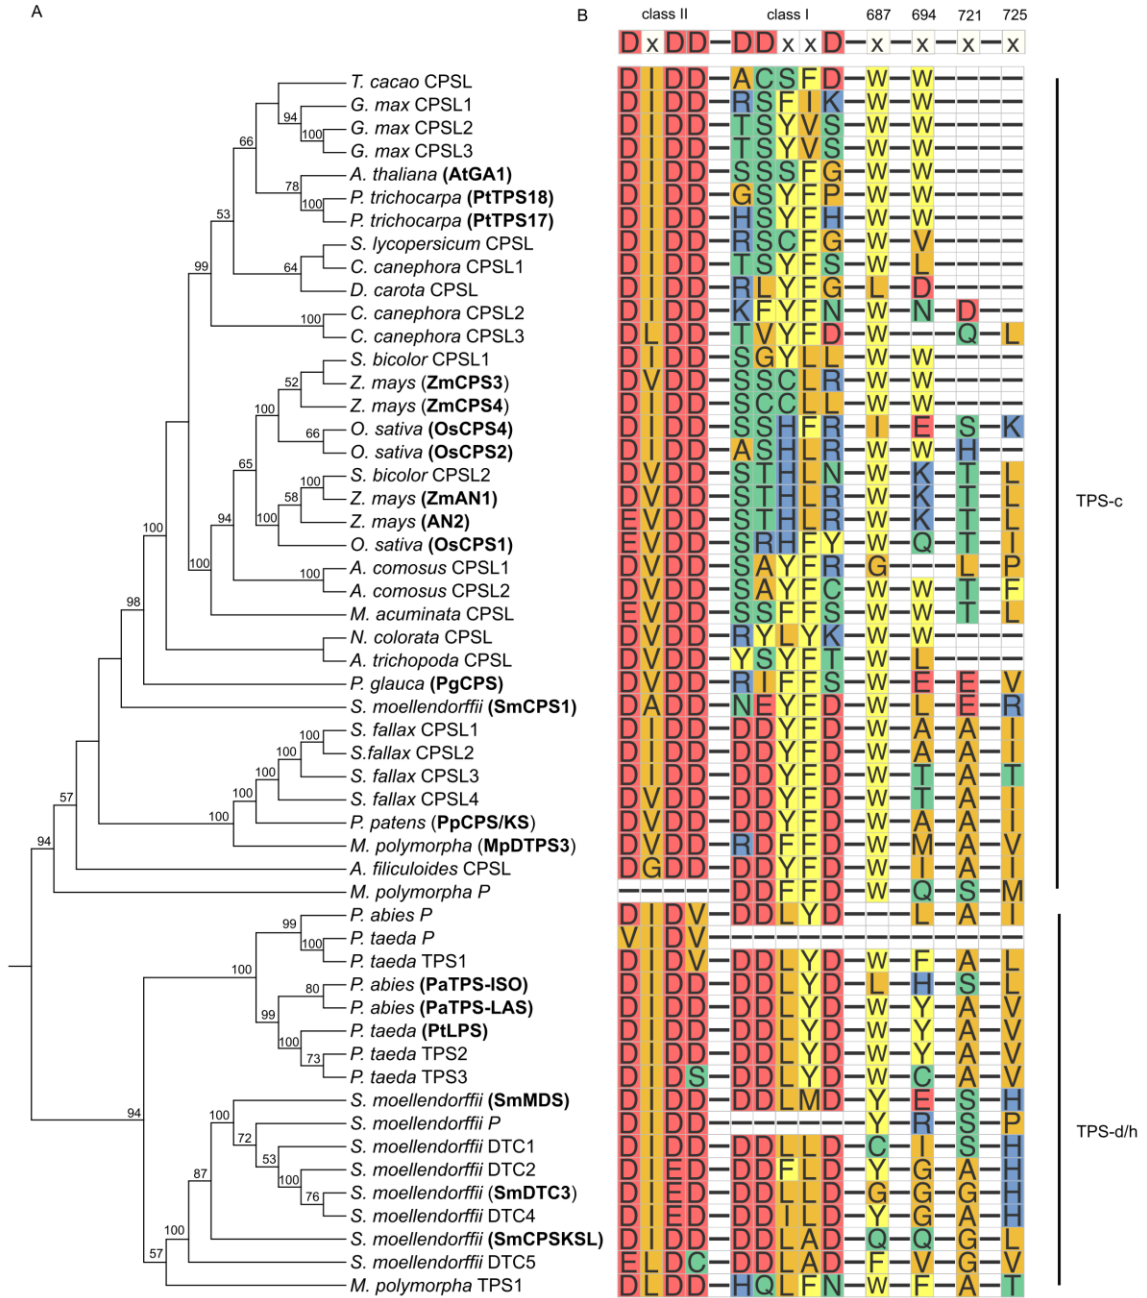 A B class II class I 687 694 721 725
D x D D D D x x D x x x x
T. cacao CPSL D I D D A C S F D W W
94 G. max CPSL1 D I D D R S F I K W W
100 G. max CPSL2 D I D D T S Y V S W W
66 G. max CPSL3 D I D D T S Y V S W W
A. thaliana (AtGA1) D I D D S S S F G W W
78 P. trichocarpa (PtTPS18) D I D D G S Y F P W W
100 P. trichocarpa (PtTPS17) D I D D H S Y F H W W
53 S. lycopersicum CPSL D I D D R S C F G W V
99 64 C. canephora CPSL1 D I D D T S Y F S W L
D. carota CPSL D I D D R L Y F G L D
C. canephora CPSL2 D I D D K F Y F N W N D
100 C. canephora CPSL3 D L D D T V Y F D W Q L
S. bicolor CPSL1 D I D D S G Y L L W W
52 Z. mays (ZmCPS3) D V D D S S C L R W W
100 Z. mays (ZmCPS4) D I D D S C C L L W W
O. sativa (OsCPS4) D I D D S S H F R I E S K
66 O. sativa (OsCPS2) D I D D A S H L R W W H
65 S. bicolor CPSL2 D V D D S T H L N W K T L
100 58 Z. mays (ZmAN1) D V D D S T H L R W K T L
94 100 Z. mays (AN2) E V D D S T H L R W K T L
100 O. sativa (OsCPS1) E V D D S R H F Y W Q T I
100 A. comosus CPSL1 D V D D S A Y F R G L P
100 A. comosus CPSL2 D V D D S A Y F C W W T F
98 M. acuminata CPSL E V D D S S F F S W W T L
N. colorata CPSL D V D D R Y L Y K W W
A. trichopoda CPSL D V D D Y S Y F T W L
P. glauca (PgCPS) D V D D R I F F S W E E V
S. moellendorffii (SmCPS1) D A D D N E Y F D W L E R
S. fallax CPSL1 D I D D D D Y F D W A A I
100 S.fallax CPSL2 D I D D D D Y F D W A A I
100 S. fallax CPSL3 D I D D D D Y F D W T A T
100 S. fallax CPSL4 D V D D D D Y F D W T A I
57 100 P. patens (PpCPS/KS) D V D D D D Y F D W A A I
94 M. polymorpha (MpDTPS3) D V D D R D F F D W M A V
A. filiculoides CPSL D G D D D D Y F D W I A I
M. polymorpha P D D F F D W Q S M
TPS-c
P. abies P D I D V D D L Y D L A I
99 P. taeda P V I D V
100 100 P. taeda TPS1 D I D V D D L Y D W F A L
80 P. abies (PaTPS-ISO) D I D D D D L Y D L H S L
99 P. abies (PaTPS-LAS) D I D D D D L Y D W Y A V
100 P. taeda (PtLPS) D I D D D D L Y D W Y A V
73 P. taeda TPS2 D I D D D D L Y D W Y A V
P. taeda TPS3 D I D S D D L Y D W C A V
94 100 S. moellendorffii (SmMDS) D I D D D D L M D Y E S H
72 S. moellendorffii P D I D D Y R S P
53 S. moellendorffii DTC1 D I D D D D L L D C I S H
87 100 S. moellendorffii DTC2 D I E D D D F L D Y G A H
76 S. moellendorffii (SmDTC3) D I E D D D L L D G G G H
S. moellendorffii DTC4 D I E D D D I L D Y G A H
100 S. moellendorffii (SmCPSKSL) D I D D D D L A D Q Q G L
57 S. moellendorffii DTC5 E L D C D D L A D F V G V
M. polymorpha TPS1 D L D D H Q L F N W F A T
TPS-d/h